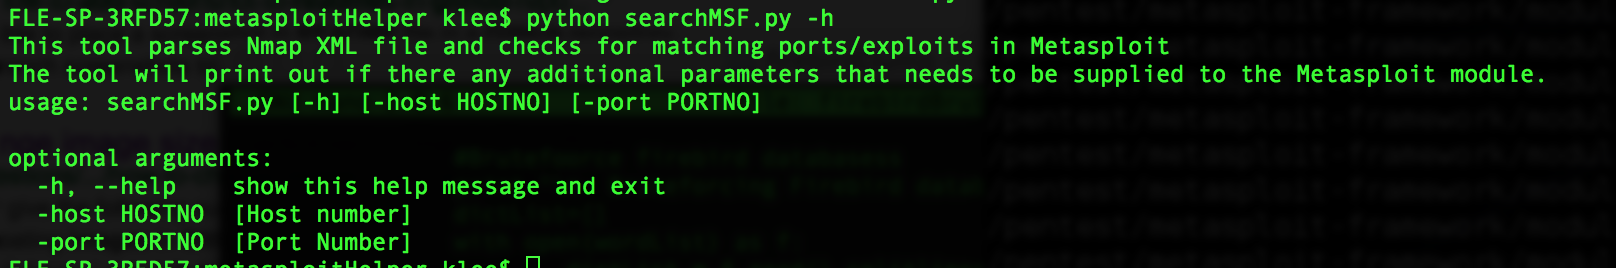 FLE-SP-3RFD57:metasploitHelper klee$ python searchMSF.py -h
This tool parses Nmap XML file and checks for matching ports/exploits in Metasploit
The tool will print out if there any additional parameters that needs to be supplied to the Metasploit module.
usage: searchMSF.py [-h] [-host HOSTNO] [-port PORTNO]
optional arguments:
-h, --help show this help message and exit
-host HOSTNO [Host number]
-port PORTNO [Port Number]
FLE-SP-3RFD57:metasploitHelper klee$